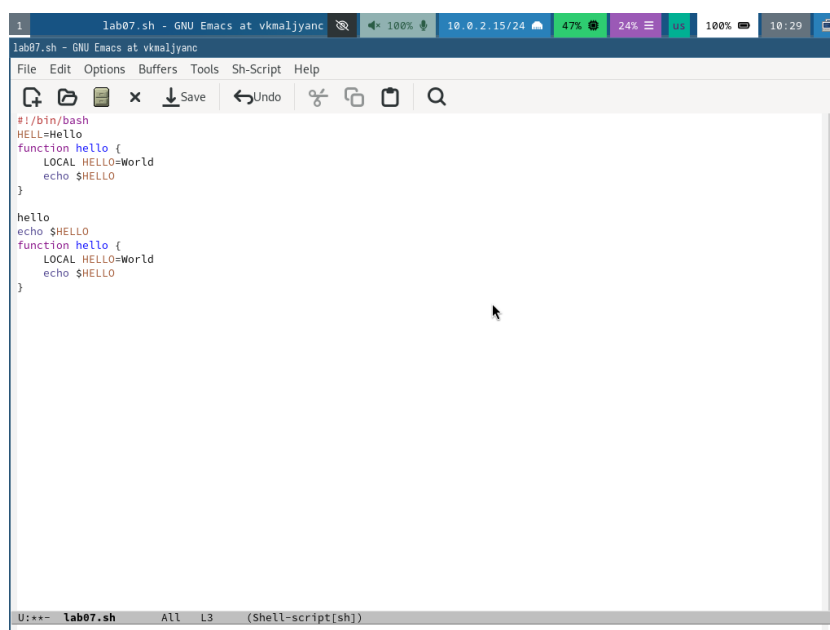 1 lab07.sh - GNU Emacs at vkmaljyanc 100% 10.0.2.15/24 47% 24% us 100% 10:29
lab07.sh - GNU Emacs at vkmaljyanc
File Edit Options Buffers Tools Sh-Script Help
Save Undo
#!/bin/bash
HELL=Hello
function hello {
    LOCAL HELLO=World
    echo $HELLO
}
hello
echo $HELLO
function hello {
    LOCAL HELLO=World
    echo $HELLO
}
U:**- lab07.sh All L3 (Shell-script[sh])